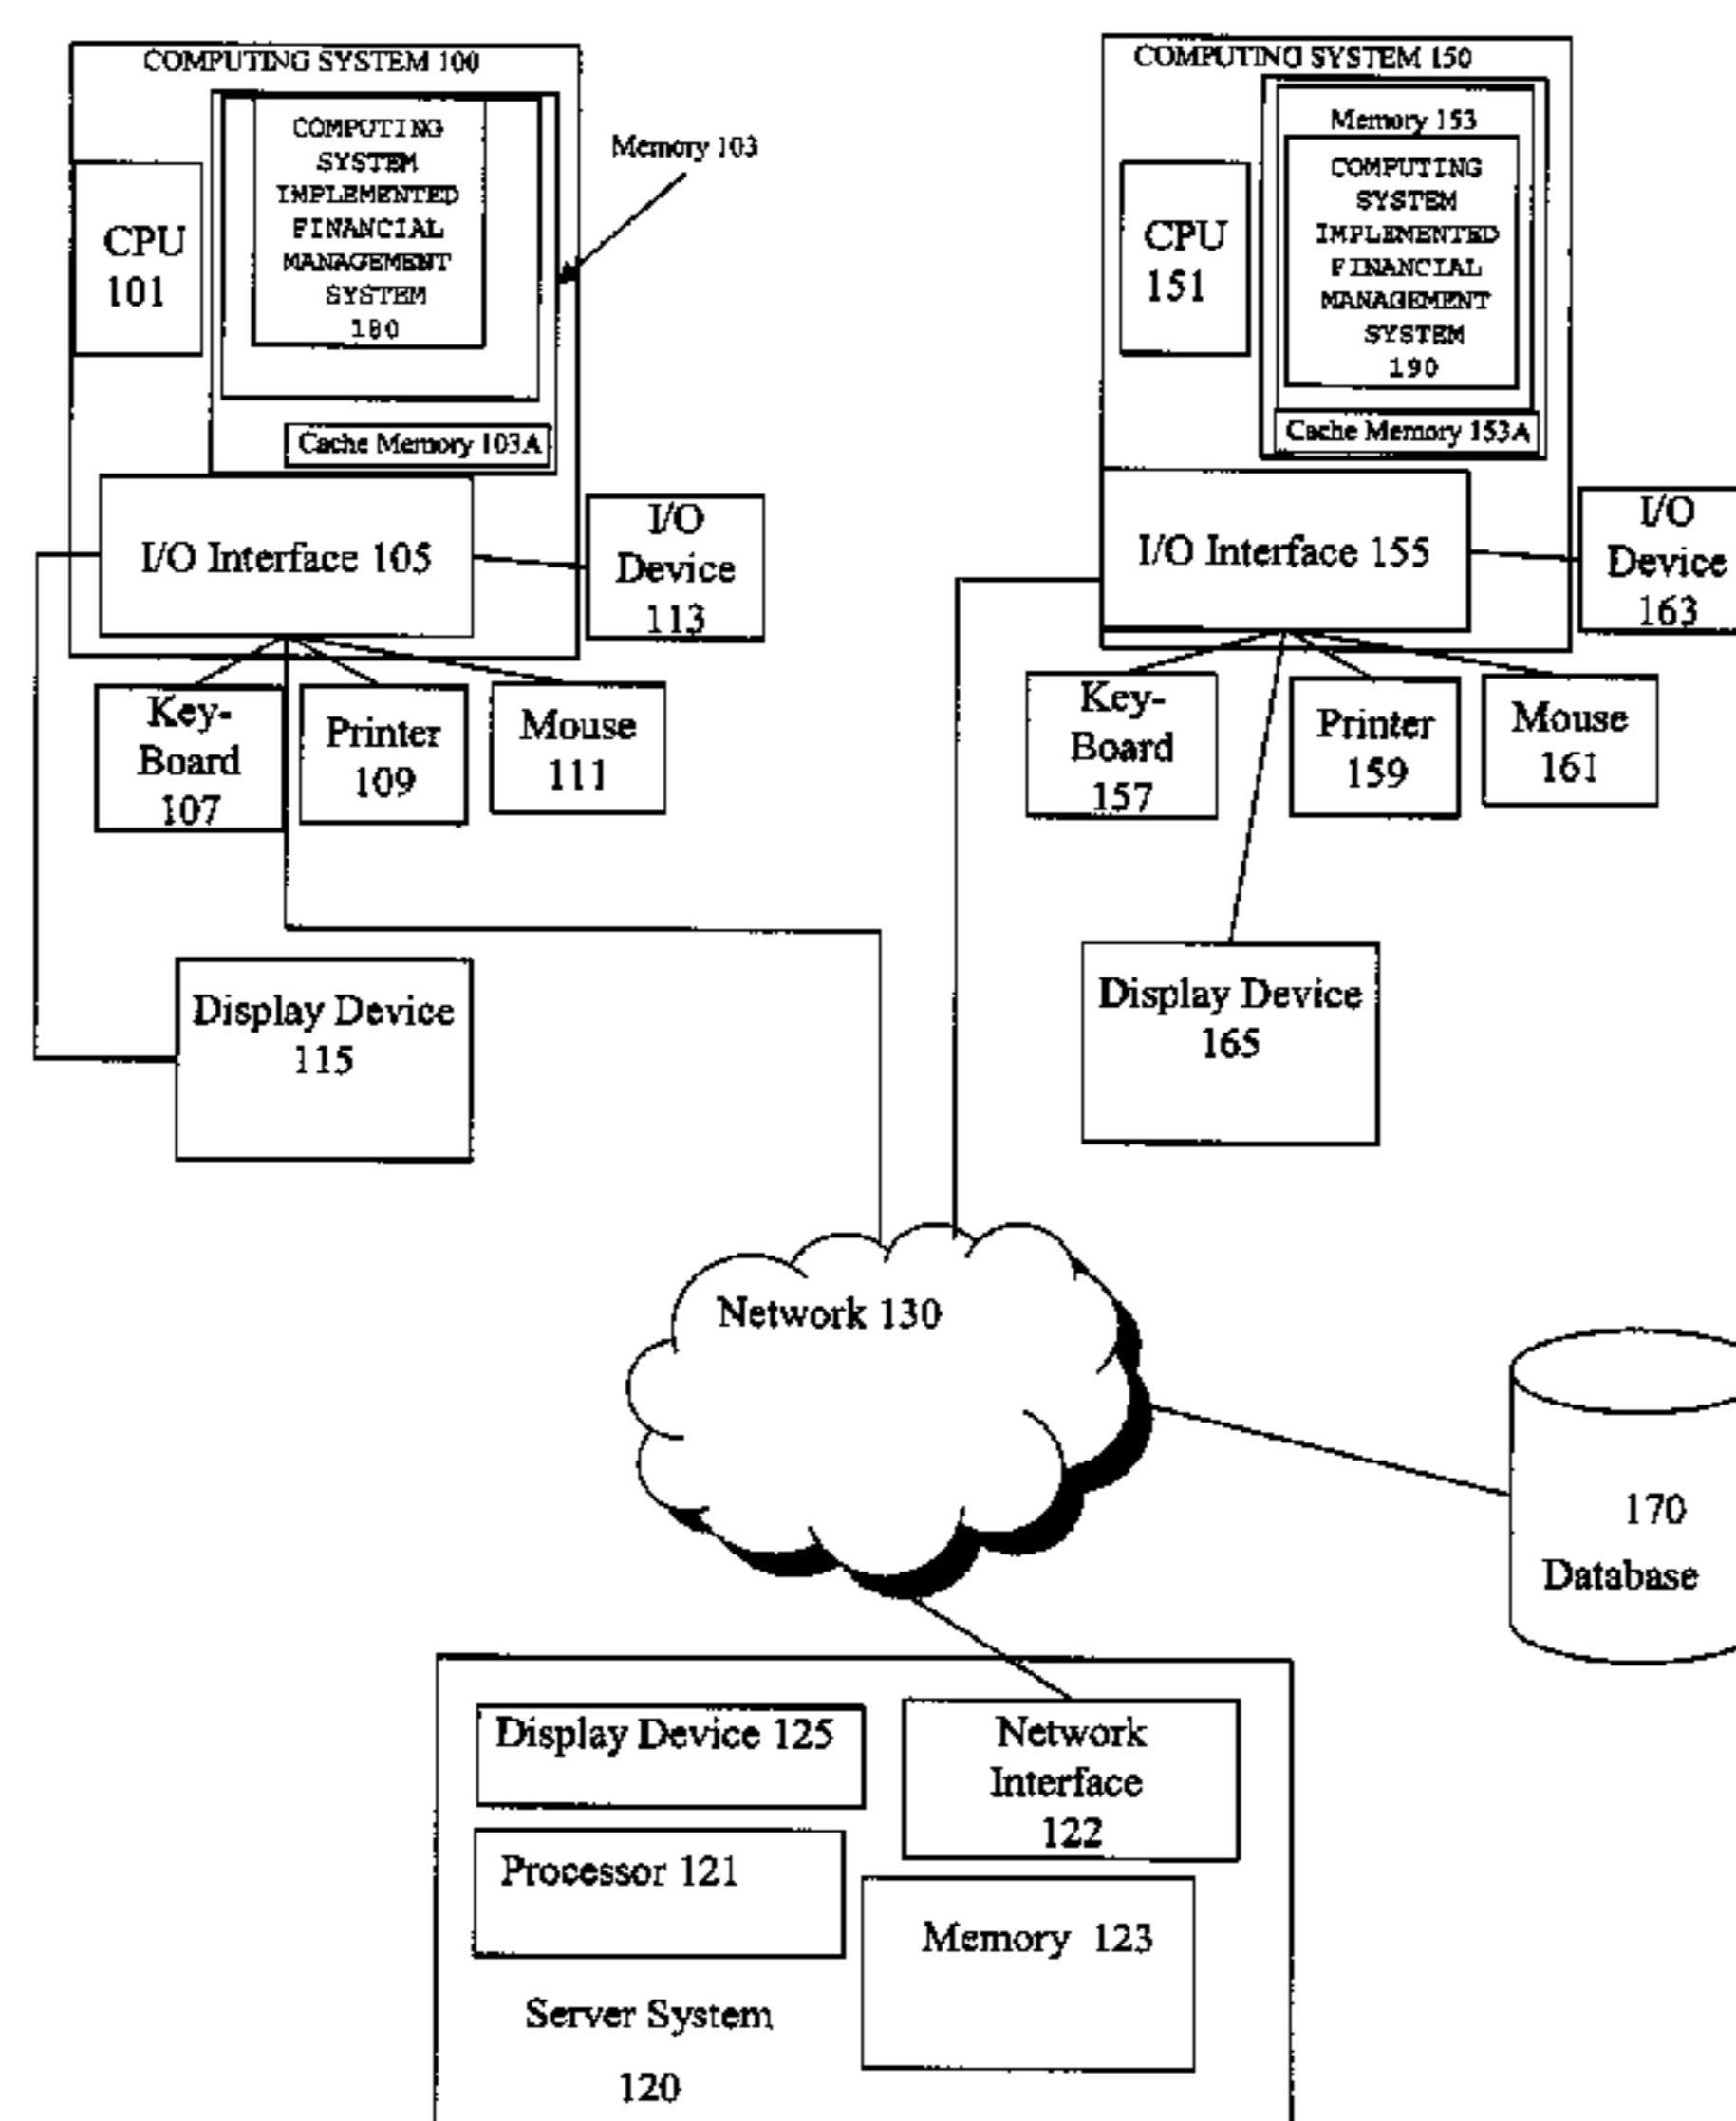 COMPUTING SYSTEM 100
COMPUTING
SYSTEM
IMPLEMENTED
FINANCIAL
MANAGEMENT
SYSTEM
180
Memory 103
CPU
101
Cache Memory 103A
I/O Interface 105
I/O
Device
113
Key-
Board
107
Printer
109
Mouse
111
Display Device
115
COMPUTING SYSTEM 150
Memory 153
COMPUTING
SYSTEM
IMPLEMENTED
FINANCIAL
MANAGEMENT
SYSTEM
190
CPU
151
Cache Memory 153A
I/O Interface 155
I/O
Device
163
Key-
Board
157
Printer
159
Mouse
161
Display Device
165
Network 130
170
Database
Display Device 125
Network
Interface
122
Processor 121
Memory 123
Server System
120